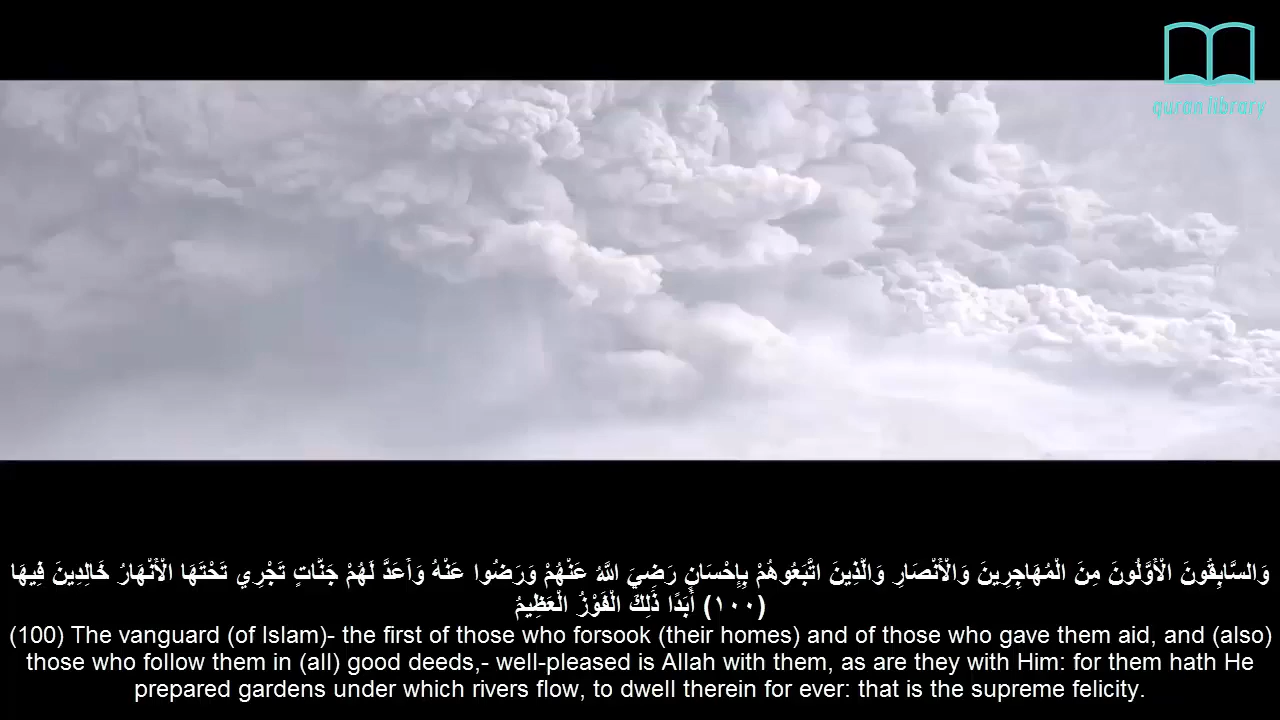 quran library
وَالسَّابِقُونَ الْأَوَّلُونَ مِنَ الْمُهَاجِرِينَ وَالْأَنْصَارِ وَالَّذِينَ اتَّبَعُوهُمْ بِإِحْسَانٍ رَضِيَ اللَّهُ عَنْهُمْ وَرَضُوا عَنْهُ وَأَعَدَّ لَهُمْ جَنَّاتٍ تَجْرِي تَحْتَهَا الْأَنْهَارُ خَالِدِينَ فِيهَا
أَبَدًا ذَلِكَ الْفَوْزُ الْعَظِيمُ (١٠٠)
(100) The vanguard (of Islam)- the first of those who forsook (their homes) and of those who gave them aid, and (also)
those who follow them in (all) good deeds,- well-pleased is Allah with them, as are they with Him: for them hath He
prepared gardens under which rivers flow, to dwell therein for ever: that is the supreme felicity.